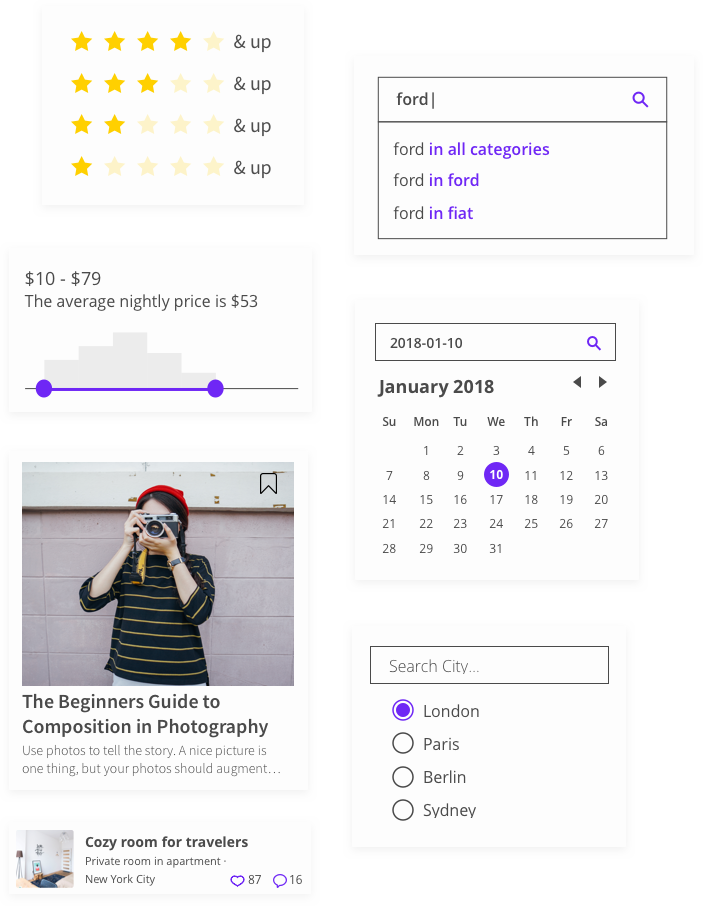 & up
& up
& up
& up
$10 - $79
The average nightly price is $53
The Beginners Guide to
Composition in Photography
Use photos to tell the story. A nice picture is
one thing, but your photos should augment…
Cozy room for travelers
Private room in apartment ·
New York City
87 16
ford
ford in all categories
ford in ford
ford in fiat
2018-01-10
January 2018
Su Mon Tu We Th Fr Sa
1 2 3 4 5 6
7 8 9 10 11 12 13
14 15 16 17 18 19 20
21 22 23 24 25 26 27
28 29 30 31
Search City...
London
Paris
Berlin
Sydney